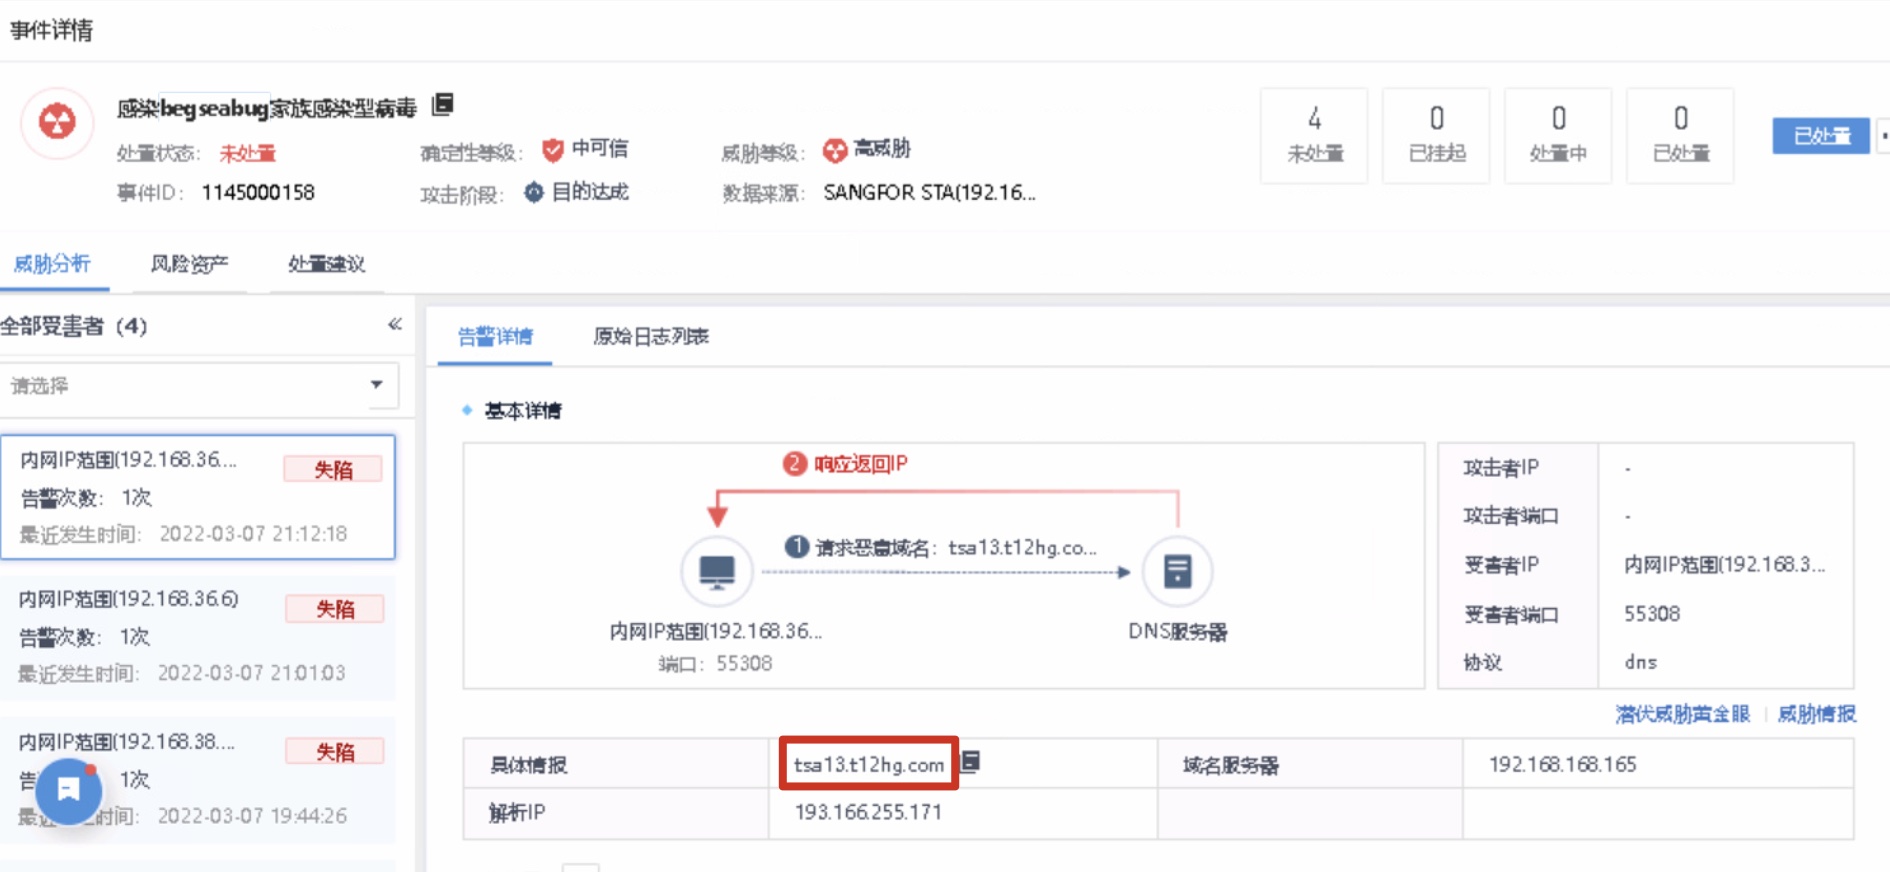 事件详情
感染begseabug家族感染型病毒
处置状态： 未处置 确定性等级： 中可信 威胁等级： 高威胁
事件ID： 1145000158 攻击阶段： 目的达成 数据来源： SANGFOR STA(192.16...
4 未处置
0 已挂起
0 处置中
0 已处置
已处置
威胁分析 风险资产 处置建议
全部受害者（4） «
请选择
内网IP范围(192.168.36.... 失陷
告警次数： 1次
最近发生时间： 2022-03-07 21:12:18
内网IP范围(192.168.36.6) 失陷
告警次数： 1次
最近发生时间： 2022-03-07 21:01:03
内网IP范围(192.168.38.... 失陷
告 1次
最近 时间： 2022-03-07 19:44:26
告警详情 原始日志列表
基本详情
2 响应返回IP
1 请求恶意域名：tsa13.t12hg.co...
内网IP范围(192.168.36... DNS服务器
端口： 55308
攻击者IP -
攻击者端口 -
受害者IP 内网IP范围(192.168.3...
受害者端口 55308
协议 dns
潜伏威胁黄金眼 | 威胁情报
具体情报 tsa13.t12hg.com 域名服务器 192.168.168.165
解析IP 193.166.255.171